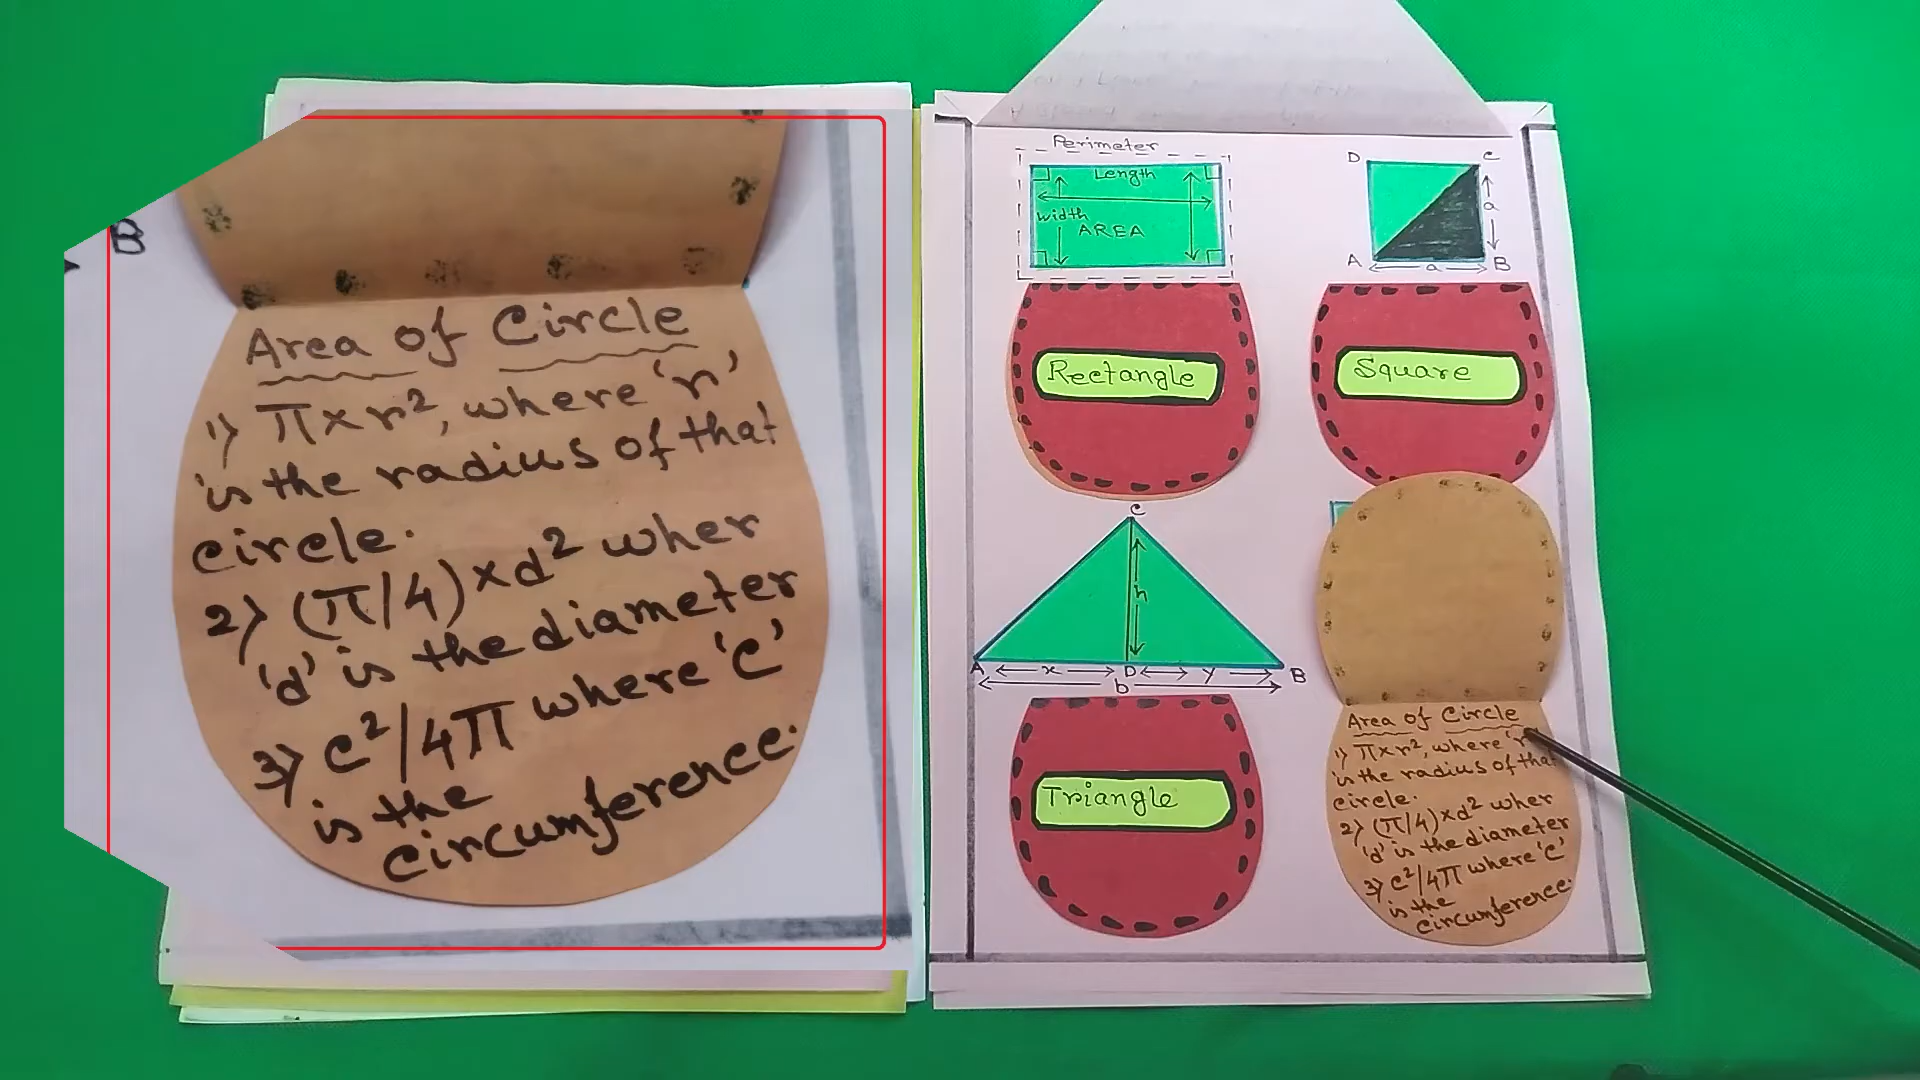 B
Area of Circle
1) π×r², where 'r'
is the radius of that
circle.
2) (π/4)×d² wher
'd' is the diameter
3) c²/4π where 'c'
is the
circumference.
Perimeter
Length
width
AREA
D C
a
A a B
Rectangle
Square
C
h
A x D y B
b
Triangle
Area of Circle
1) π×r², where 'r'
is the radius of that
circle.
2) (π/4)×d² wher
'd' is the diameter
3) c²/4π where 'c'
is the
circumference.